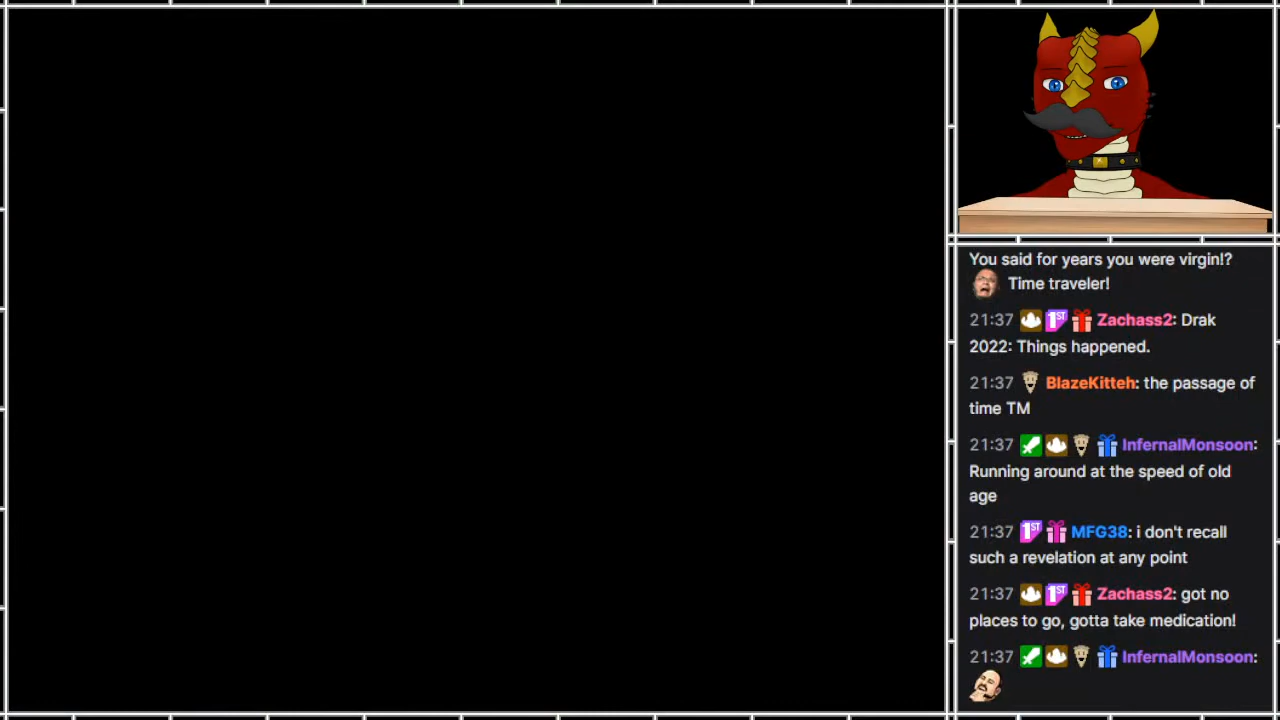 You said for years you were virgin!?
Time traveler!
21:37 1ST Zachass2: Drak
2022: Things happened.
21:37 BlazeKitteh: the passage of
time TM
21:37 InfernalMonsoon:
Running around at the speed of old
age
21:37 1ST MFG38: i don't recall
such a revelation at any point
21:37 1ST Zachass2: got no
places to go, gotta take medication!
21:37 InfernalMonsoon: